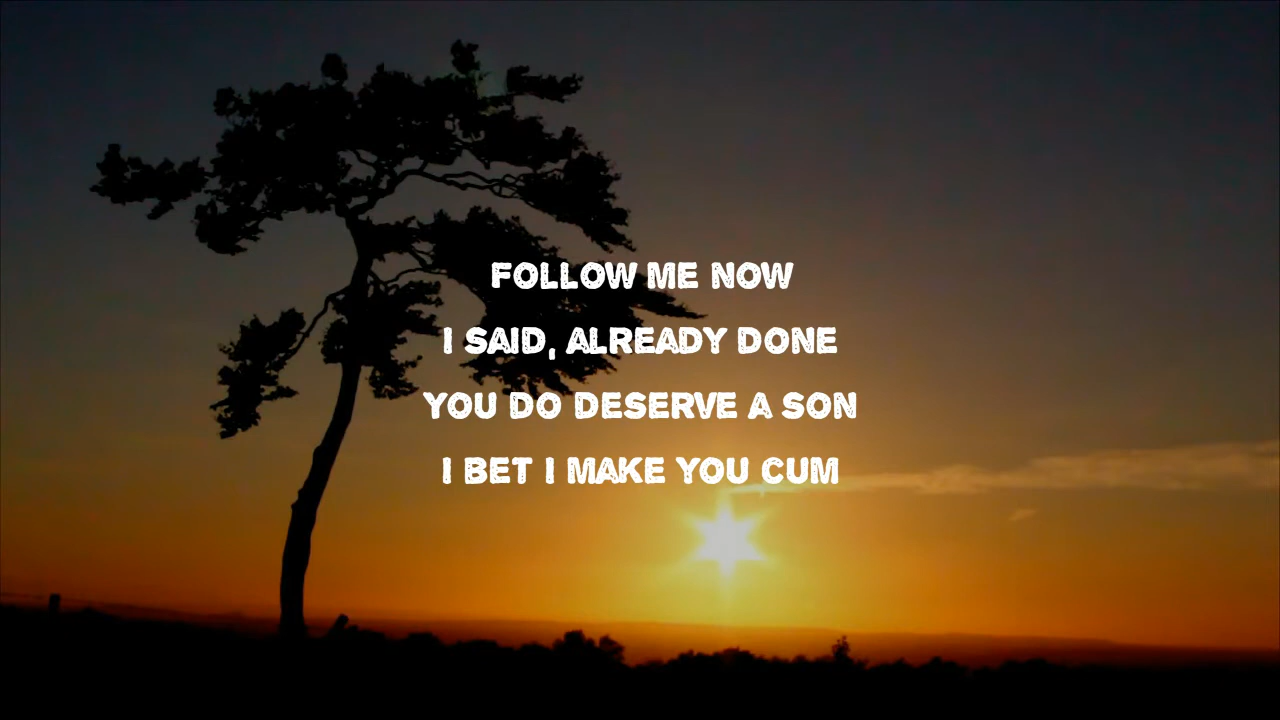 FOLLOW ME NOW
I SAID, ALREADY DONE
YOU DO DESERVE A SON
I BET I MAKE YOU CUM